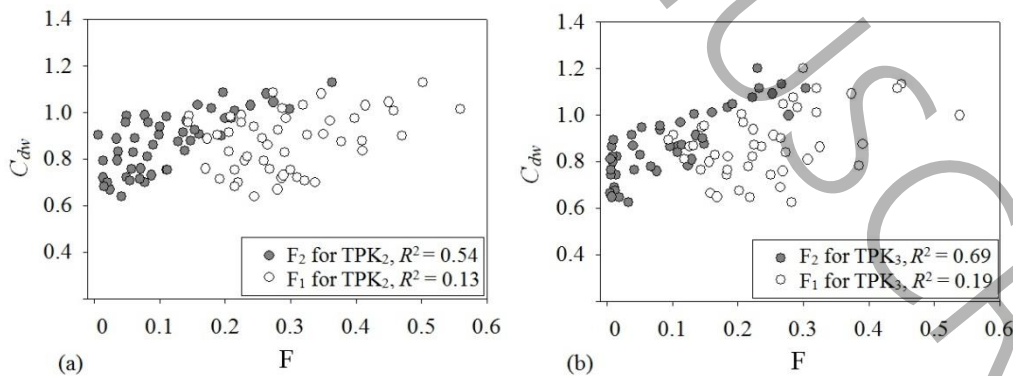 1.4
1.2
1.0
0.8
0.6
0.4
C_dw
F₂ for TPK₂, R² = 0.54
F₁ for TPK₂, R² = 0.13
0 0.1 0.2 0.3 0.4 0.5 0.6
(a) F
1.4
1.2
1.0
0.8
0.6
0.4
C_dw
F₂ for TPK₃, R² = 0.69
F₁ for TPK₃, R² = 0.19
0 0.1 0.2 0.3 0.4 0.5 0.6
(b) F
USC